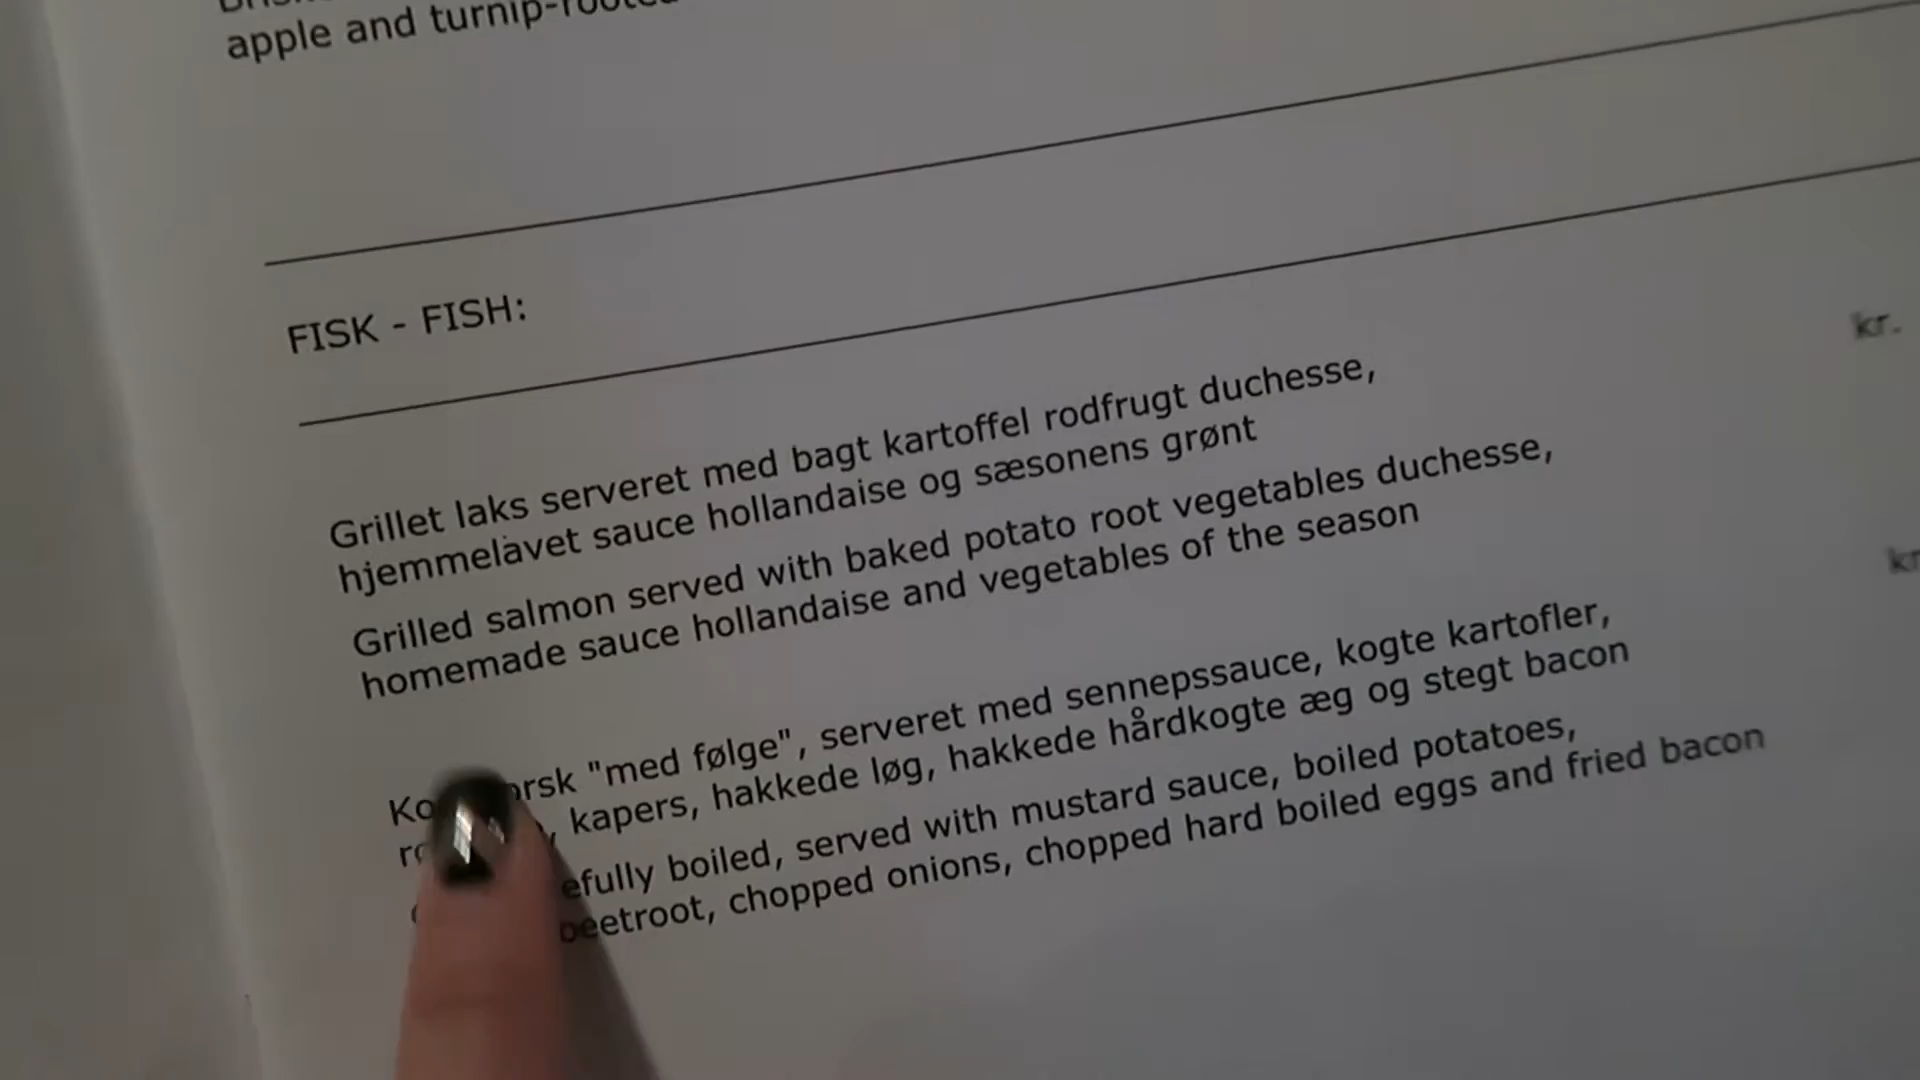 apple and turnip-rooted
FISK - FISH:
kr.
Grillet laks serveret med bagt kartoffel rodfrugt duchesse,
hjemmelavet sauce hollandaise og sæsonens grønt
Grilled salmon served with baked potato root vegetables duchesse,
homemade sauce hollandaise and vegetables of the season
kr
"med følge", serveret med sennepssauce, kogte kartofler,
kapers, hakkede løg, hakkede hårdkogte æg og stegt bacon
boiled, served with mustard sauce, boiled potatoes,
beetroot, chopped onions, chopped hard boiled eggs and fried bacon